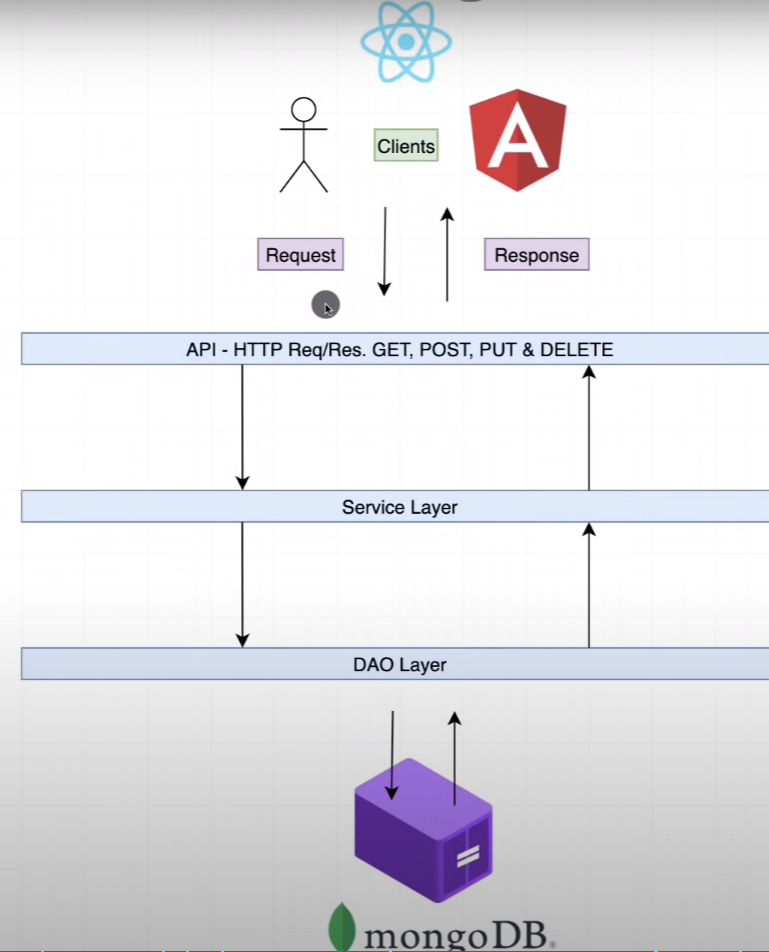 Clients
Request
Response
API - HTTP Req/Res. GET, POST, PUT & DELETE
Service Layer
DAO Layer
mongoDB®